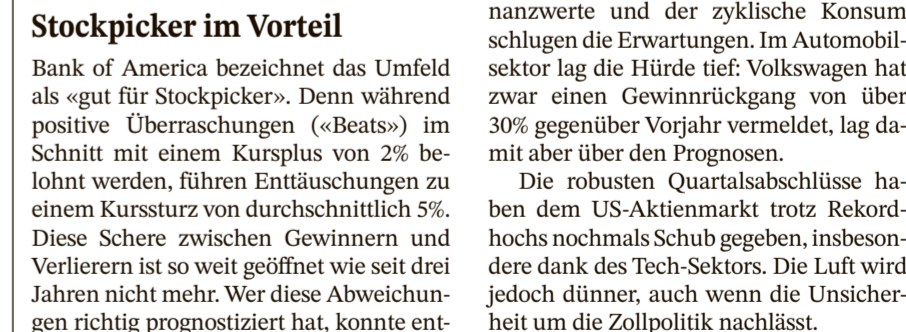 Stockpicker im Vorteil
Bank of America bezeichnet das Umfeld
als «gut für Stockpicker». Denn während
positive Überraschungen («Beats») im
Schnitt mit einem Kursplus von 2% be-
lohnt werden, führen Enttäuschungen zu
einem Kurssturz von durchschnittlich 5%.
Diese Schere zwischen Gewinnern und
Verlierern ist so weit geöffnet wie seit drei
Jahren nicht mehr. Wer diese Abweichun-
gen richtig prognostiziert hat, konnte ent-
nanzwerte und der zyklische Konsum
schlugen die Erwartungen. Im Automobil-
sektor lag die Hürde tief: Volkswagen hat
zwar einen Gewinnrückgang von über
30% gegenüber Vorjahr vermeldet, lag da-
mit aber über den Prognosen.
Die robusten Quartalsabschlüsse ha-
ben dem US-Aktienmarkt trotz Rekord-
hochs nochmals Schub gegeben, insbeson-
dere dank des Tech-Sektors. Die Luft wird
jedoch dünner, auch wenn die Unsicher-
heit um die Zollpolitik nachlässt.